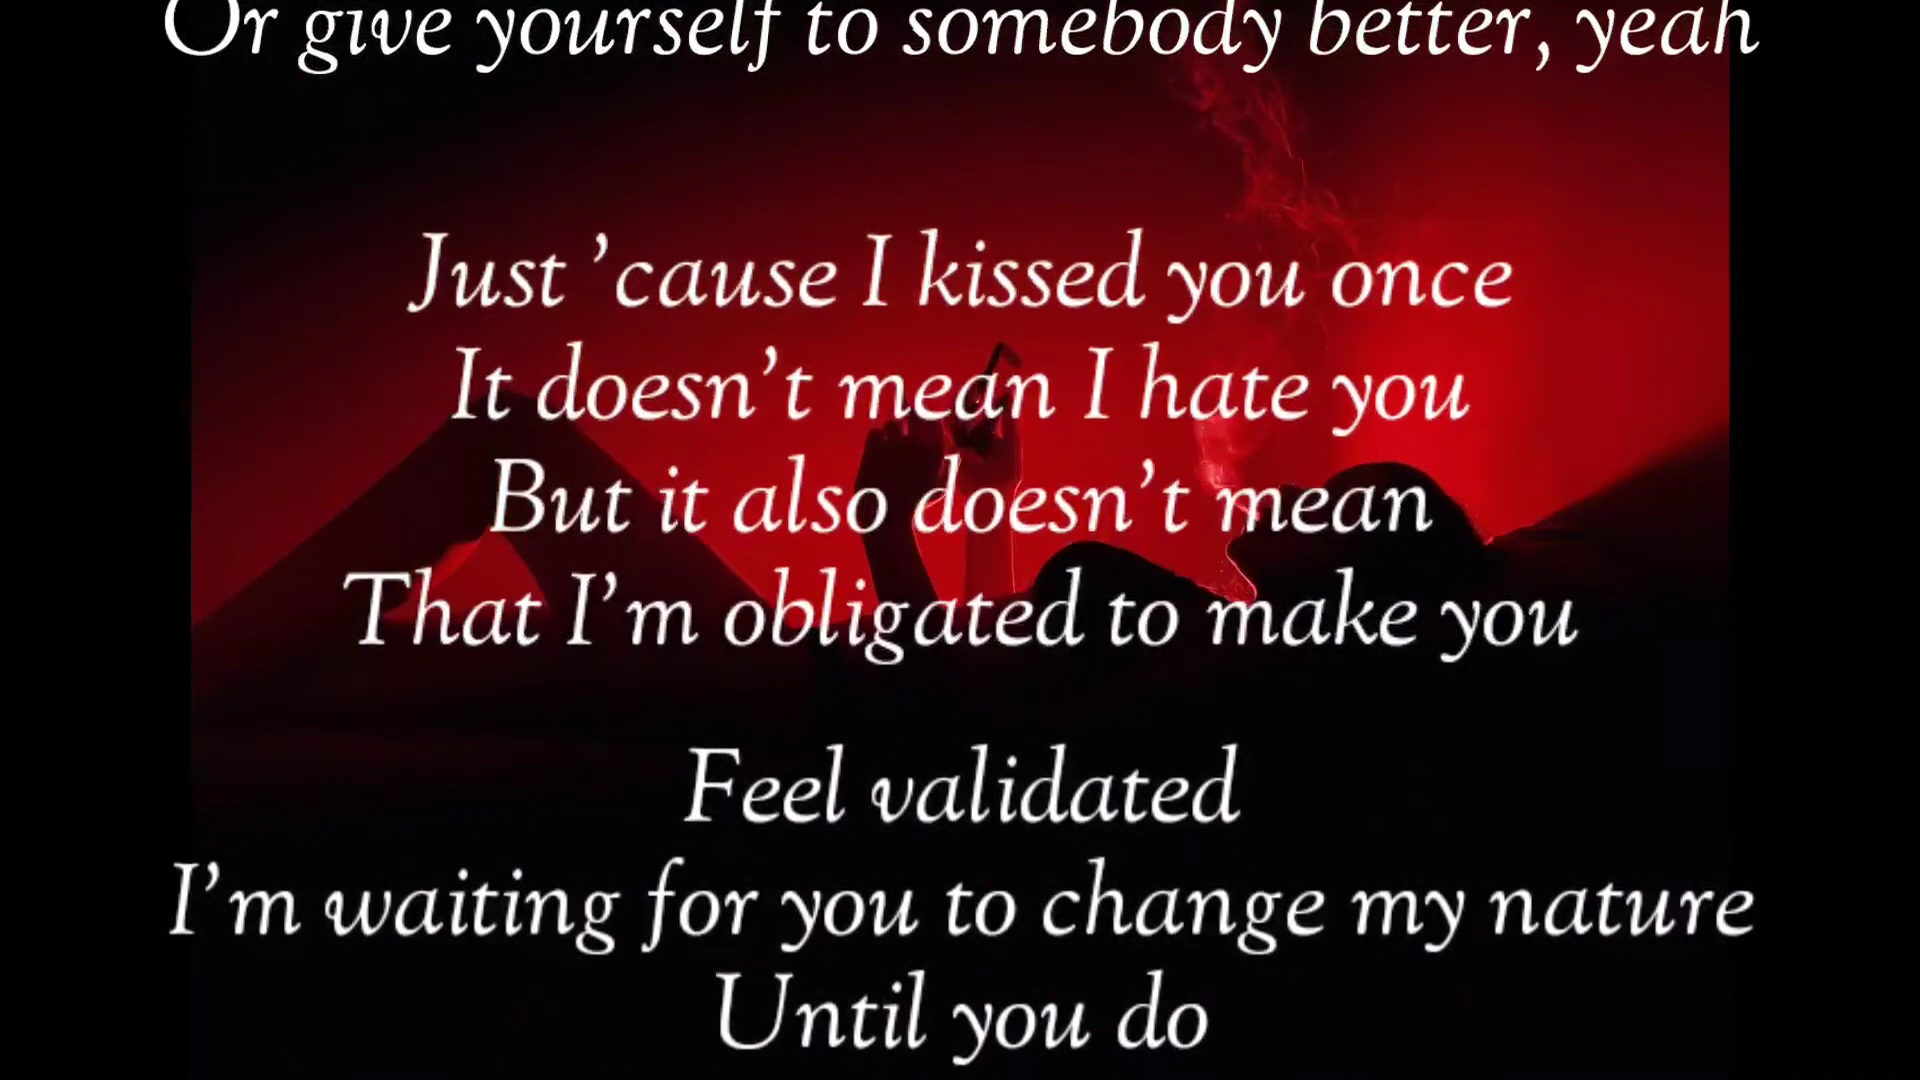 Or give yourself to somebody better, yeah
Just ’cause I kissed you once
It doesn’t mean I hate you
But it also doesn’t mean
That I’m obligated to make you
Feel validated
I’m waiting for you to change my nature
Until you do